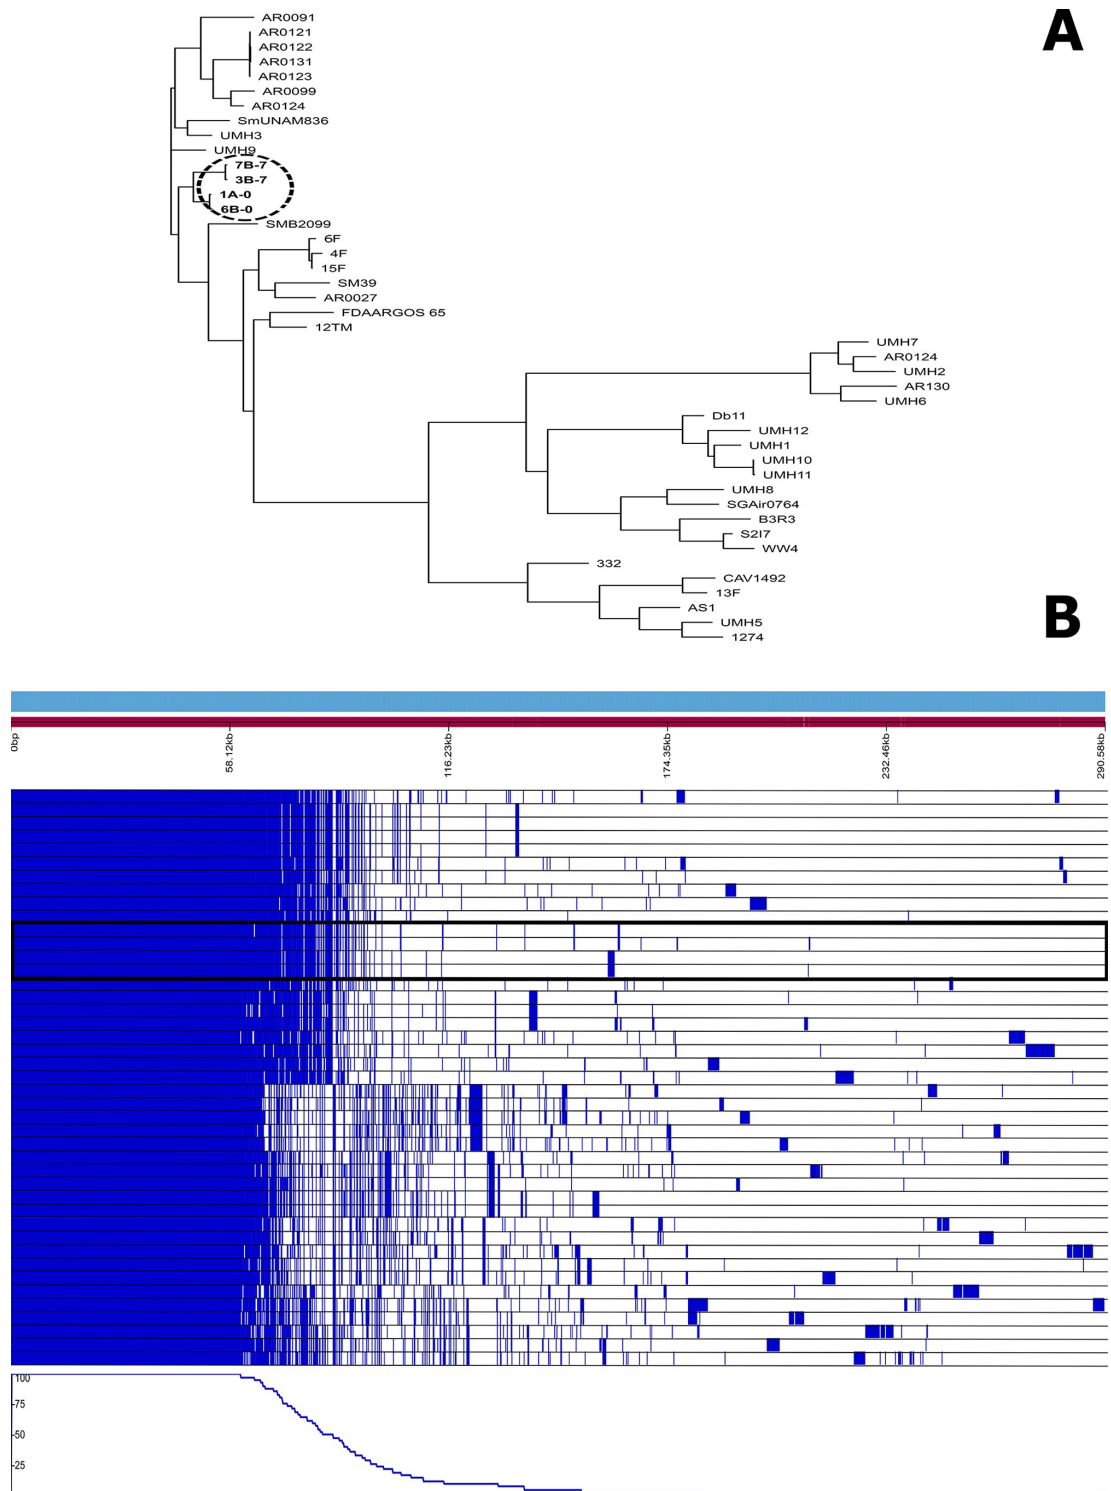 A
AR0091
AR0121
AR0122
AR0131
AR0123
AR0099
AR0124
SmUNAM836
UMH3
UMH9
7B-7
3B-7
1A-0
6B-0
SMB2099
6F
4F
15F
SM39
AR0027
FDAARGOS 65
12TM
UMH7
AR0124
UMH2
AR130
UMH6
Db11
UMH12
UMH1
UMH10
UMH11
UMH8
SGAir0764
B3R3
S2I7
WW4
332
CAV1492
13F
AS1
UMH5
1274
B
0bp
58.12kb
116.23kb
174.35kb
232.46kb
290.58kb
100
75
50
25